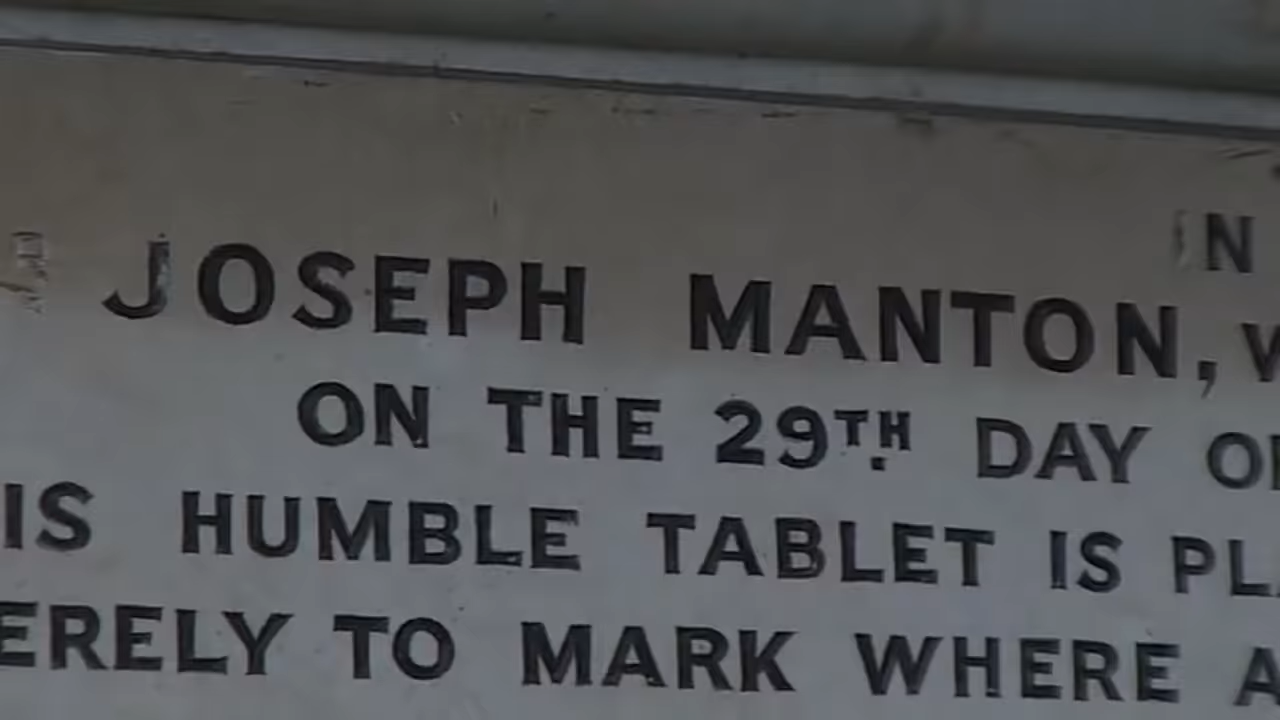 IN
JOSEPH MANTON,
ON THE 29TH. DAY
HUMBLE TABLET IS
TO MARK WHERE